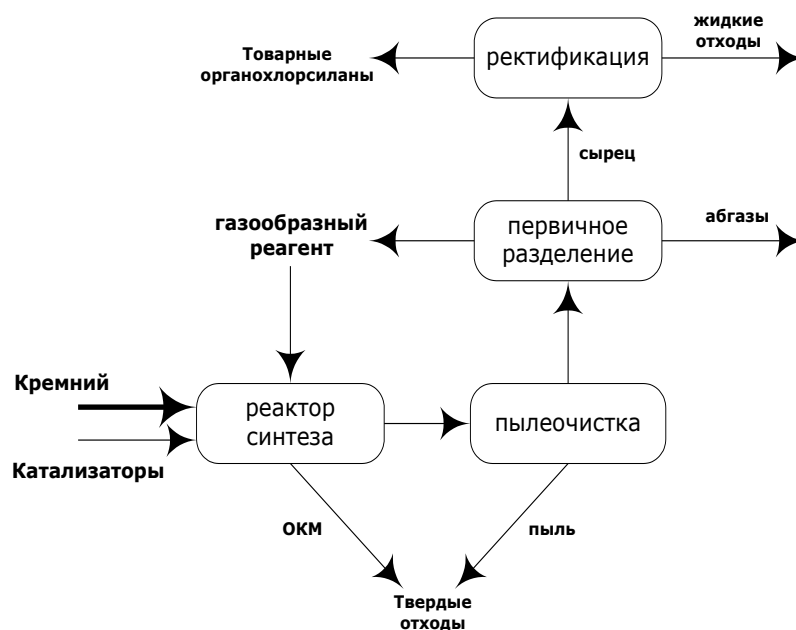 жидкие
отходы
Товарные
органохлорсиланы
ректификация
сырец
газообразный
реагент
первичное
разделение
абгазы
Кремний
реактор
синтеза
пылеочистка
Катализаторы
ОКМ
пыль
Твердые
отходы